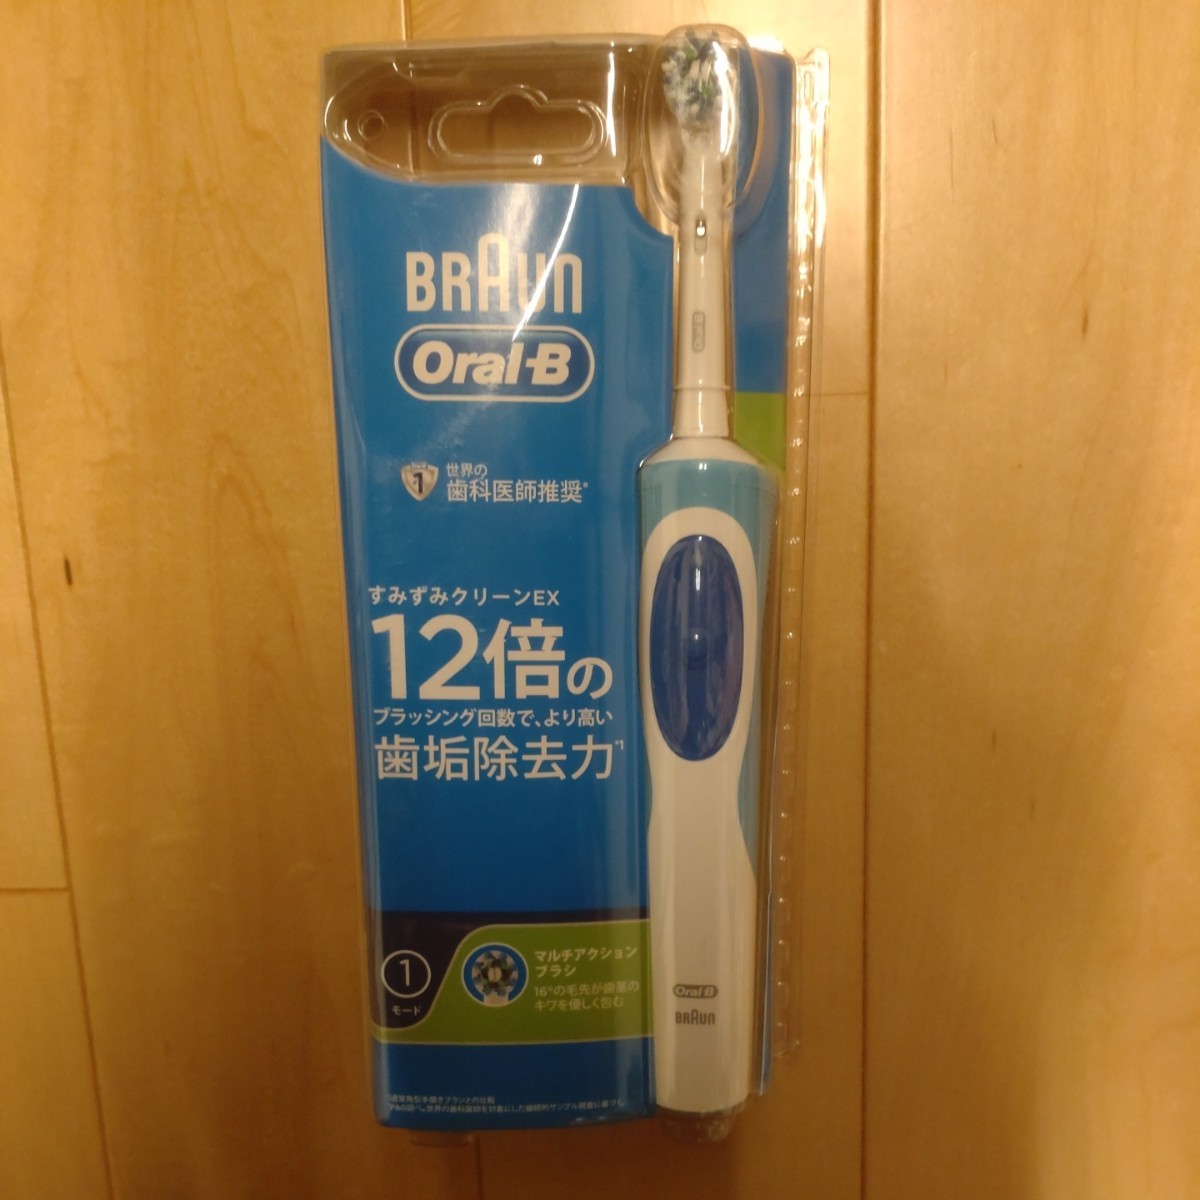 BRAUN
Oral-B
1
世界の
歯科医師推奨*
すみずみクリーンEX
12倍の
ブラッシング回数で、より高い
歯垢除去力*1
1
モード
マルチアクション
ブラシ
16°の毛先が歯茎の
キワを優しく包む
Oral-B
Oral-B
BRAUN